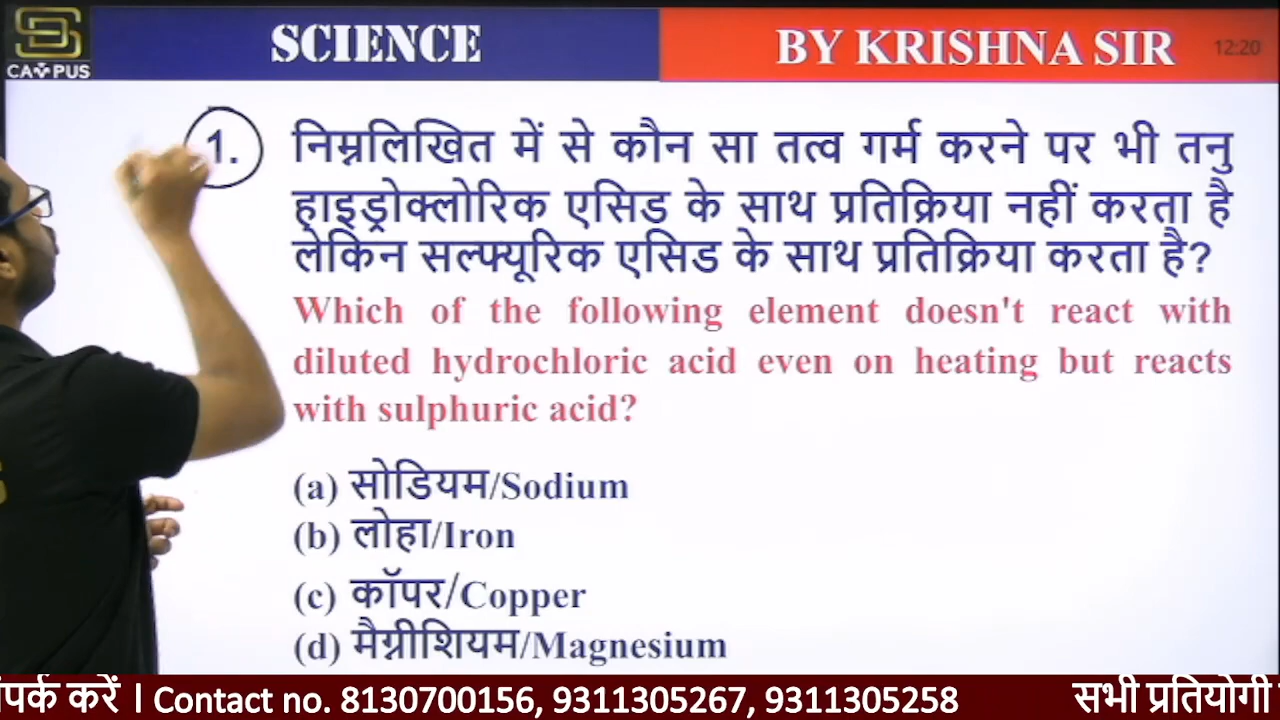 SCIENCE
BY KRISHNA SIR
12:20
CAMPUS
1.
निम्नलिखित में से कौन सा तत्व गर्म करने पर भी तनु
हाइड्रोक्लोरिक एसिड के साथ प्रतिक्रिया नहीं करता है
लेकिन सल्फ्यूरिक एसिड के साथ प्रतिक्रिया करता है?
Which of the following element doesn't react with
diluted hydrochloric acid even on heating but reacts
with sulphuric acid?
(a) सोडियम/Sodium
(b) लोहा/Iron
(c) कॉपर/Copper
(d) मैग्नीशियम/Magnesium
करें । Contact no. 8130700156, 9311305267, 9311305258 सभी प्रतियोगी